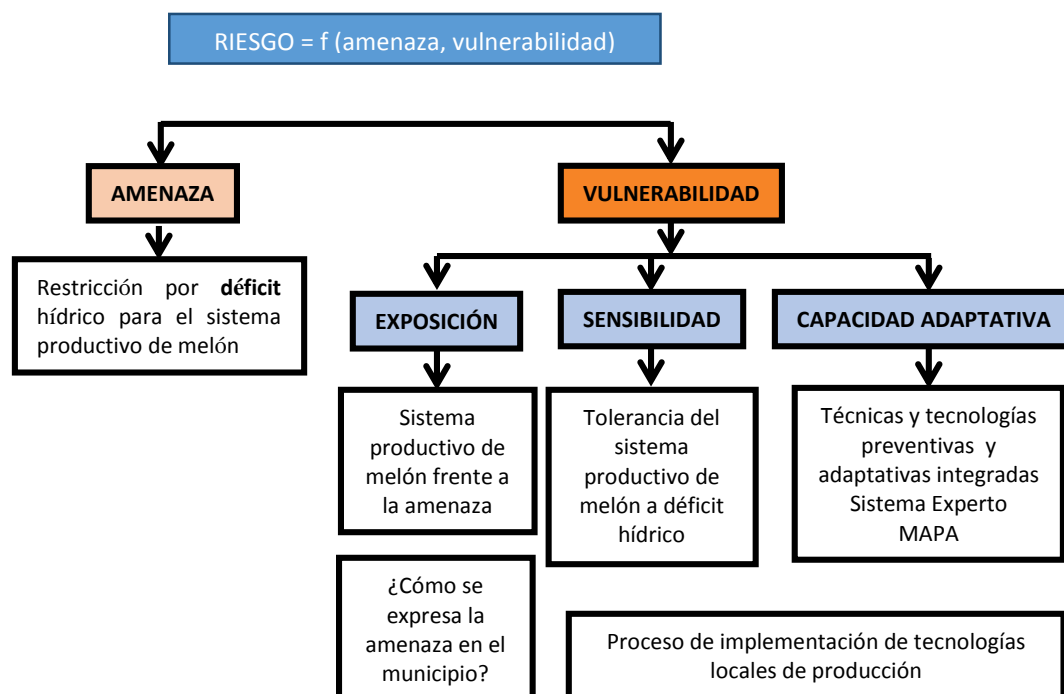 RIESGO = f (amenaza, vulnerabilidad)
AMENAZA
VULNERABILIDAD
Restricción por déficit
hídrico para el sistema
productivo de melón
EXPOSICIÓN
SENSIBILIDAD
CAPACIDAD ADAPTATIVA
Sistema
productivo de
melón frente a
la amenaza
Tolerancia del
sistema
productivo de
melón a déficit
hídrico
Técnicas y tecnologías
preventivas y
adaptativas integradas
Sistema Experto
MAPA
¿Cómo se
expresa la
amenaza en el
municipio?
Proceso de implementación de tecnologías
locales de producción